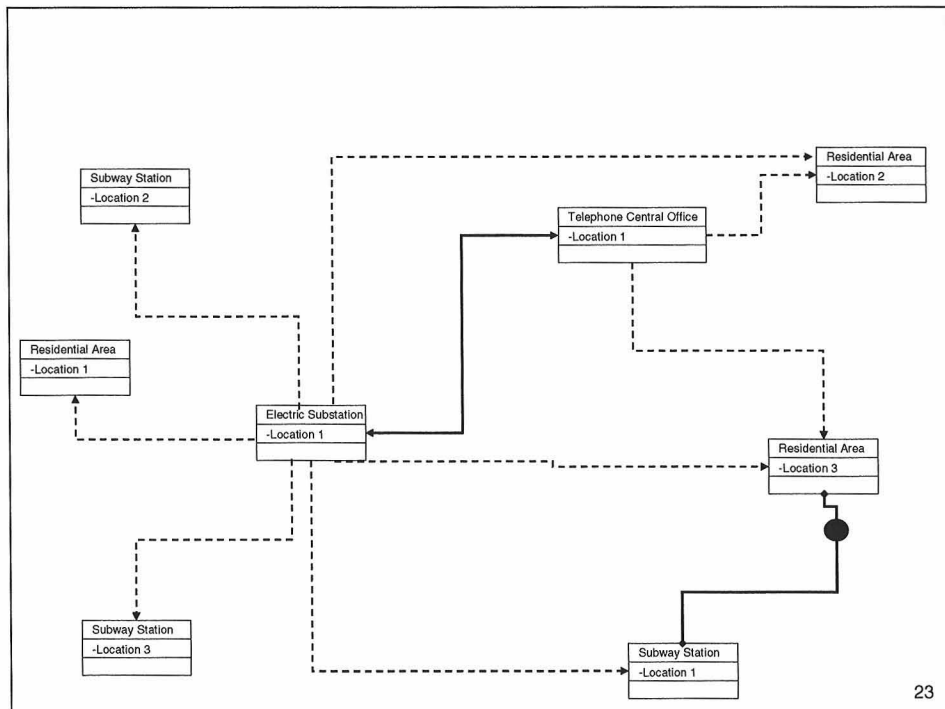 Residential Area
-Location 2
Subway Station
-Location 2
Telephone Central Office
-Location 1
Residential Area
-Location 1
Electric Substation
-Location 1
Residential Area
-Location 3
Subway Station
-Location 3
Subway Station
-Location 1
23